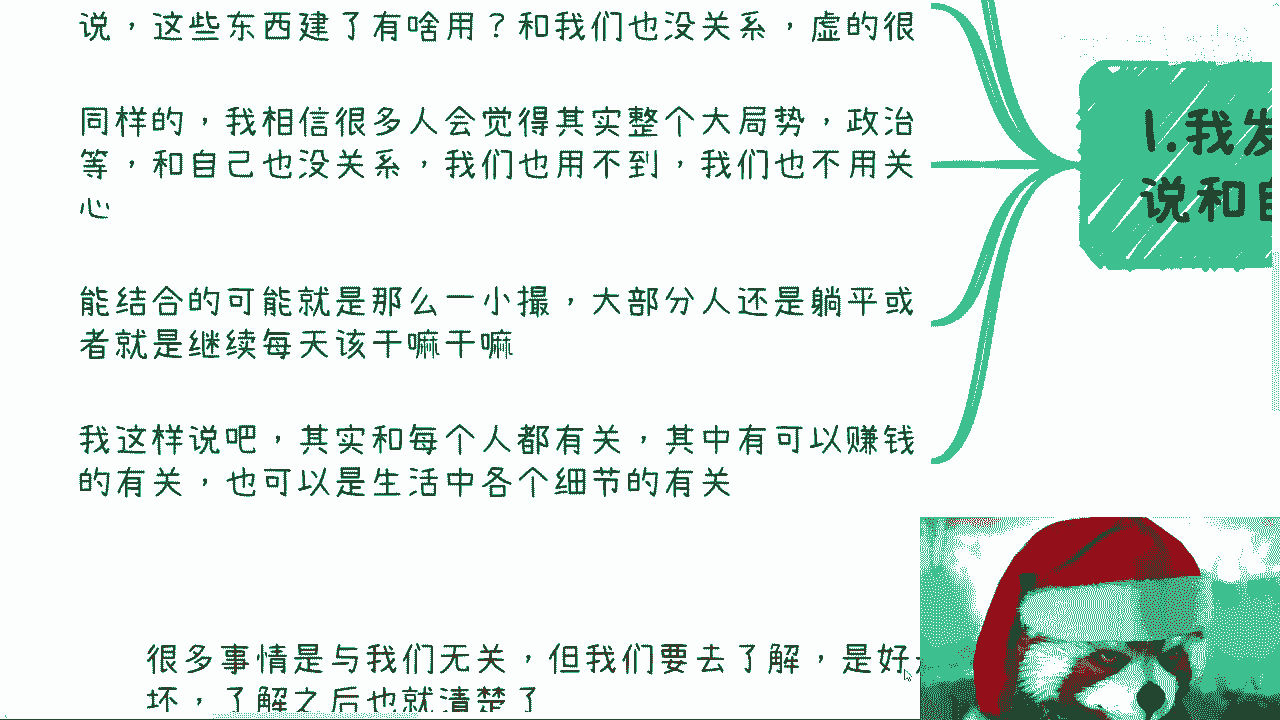 说，这些东西建了有啥用？和我们也没关系，虚的很
同样的，我相信很多人会觉得其实整个大局势，政治
等，和自己也没关系，我们也用不到，我们也不用关
心
能结合的可能就是那么一小撮，大部分人还是躺平或
者就是继续每天该干嘛干嘛
我这样说吧，其实和每个人都有关，其中有可以赚钱
的有关，也可以是生活中各个细节的有关
1.我发
说和自
很多事情是与我们无关，但我们要去了解，是好
坏，了解之后也就清楚了